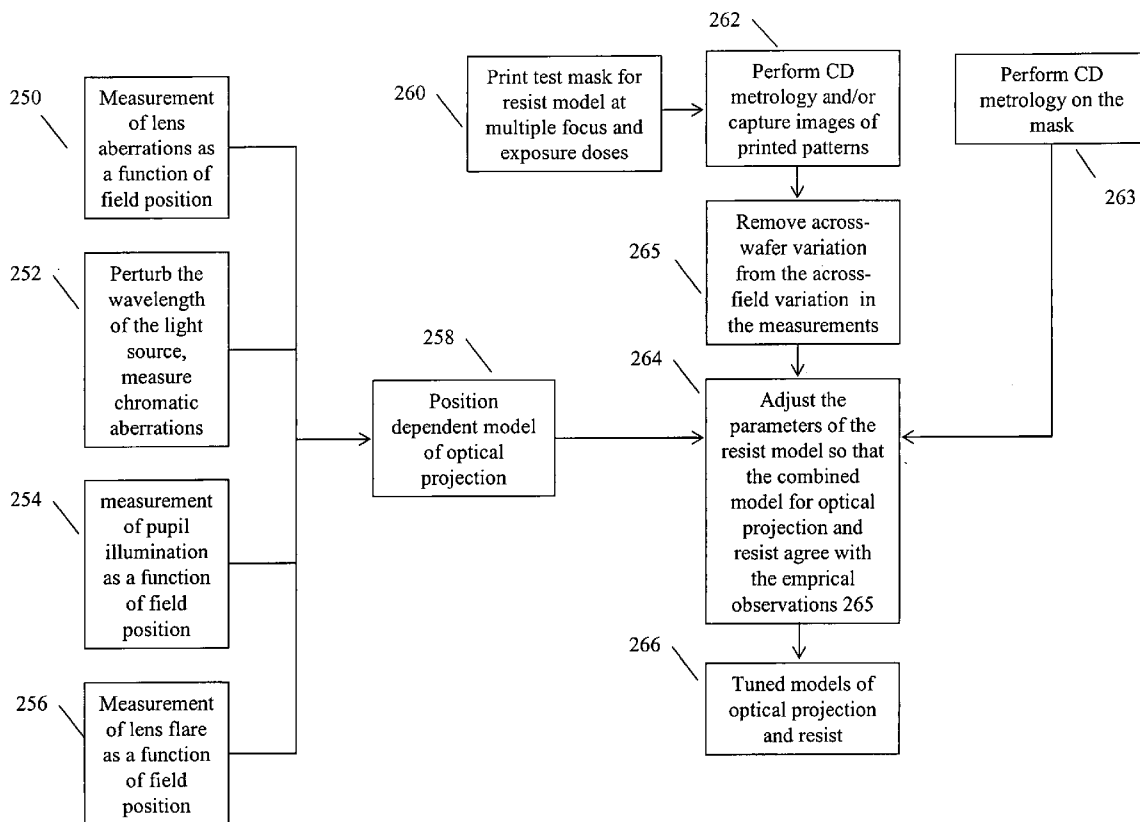 250
Measurement
of lens
aberrations as
a function of
field position
252
Perturb the
wavelength
of the light
source,
measure
chromatic
aberrations
254
measurement
of pupil
illumination
as a function
of field
position
256
Measurement
of lens flare
as a function
of field
position
258
Position
dependent model
of optical
projection
260
Print test mask for
resist model at
multiple focus and
exposure doses
262
Perform CD
metrology and/or
capture images of
printed patterns
Perform CD
metrology on the
mask
263
265
Remove across-
wafer variation
from the across-
field variation in
the measurements
264
Adjust the
parameters of the
resist model so that
the combined
model for optical
projection and
resist agree with
the emprical
observations 265
266
Tuned models of
optical projection
and resist